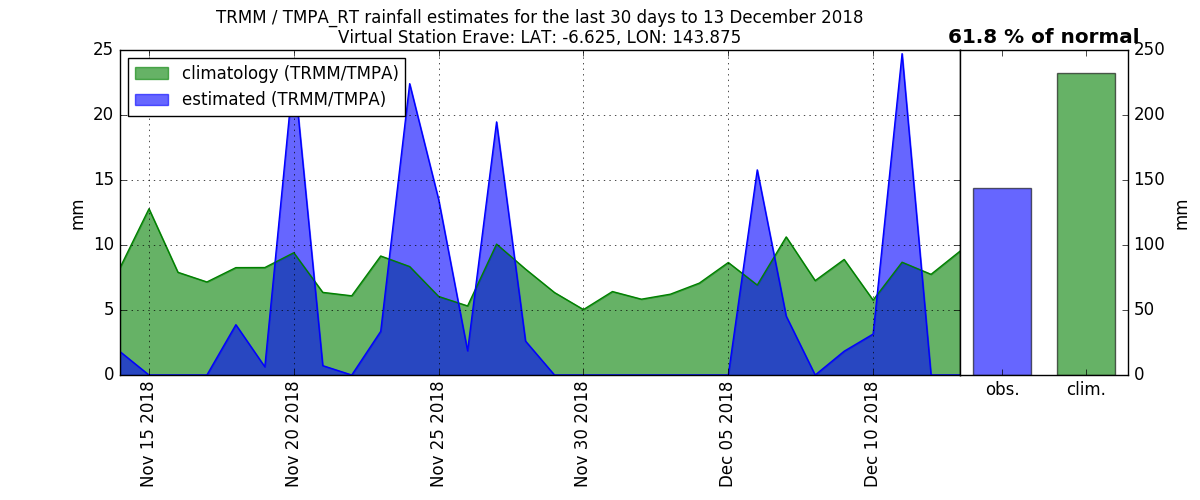 TRMM / TMPA_RT rainfall estimates for the last 30 days to 13 December 2018
Virtual Station Erave: LAT: -6.625, LON: 143.875
61.8 % of normal
climatology (TRMM/TMPA)
estimated (TRMM/TMPA)
mm
25
20
15
10
5
0
Nov 15 2018
Nov 20 2018
Nov 25 2018
Nov 30 2018
Dec 05 2018
Dec 10 2018
obs.
clim.
250
200
150
100
50
0
mm